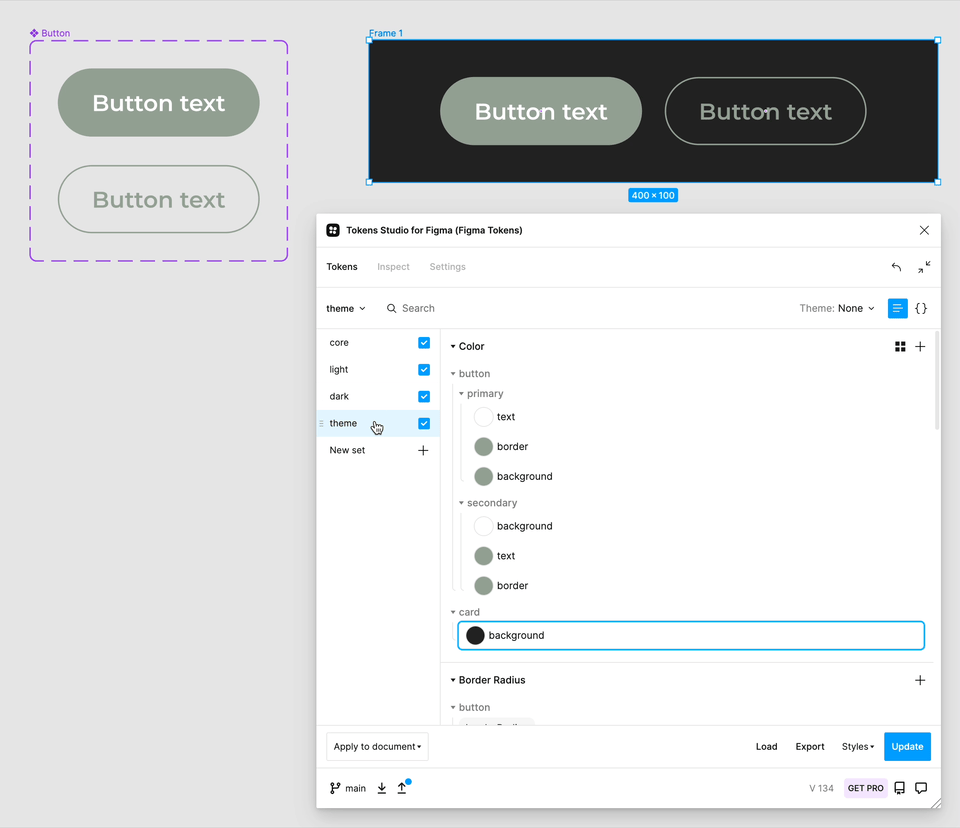 Button
Button text
Button text
Frame 1
Button text
Button text
400 × 100
Tokens Studio for Figma (Figma Tokens)
Tokens
Inspect
Settings
theme
Search
Theme: None
{}
core
light
dark
theme
New set
Color
button
primary
text
border
background
secondary
background
text
border
card
background
Border Radius
button
Apply to document
Load
Export
Styles
Update
main
V 134
GET PRO